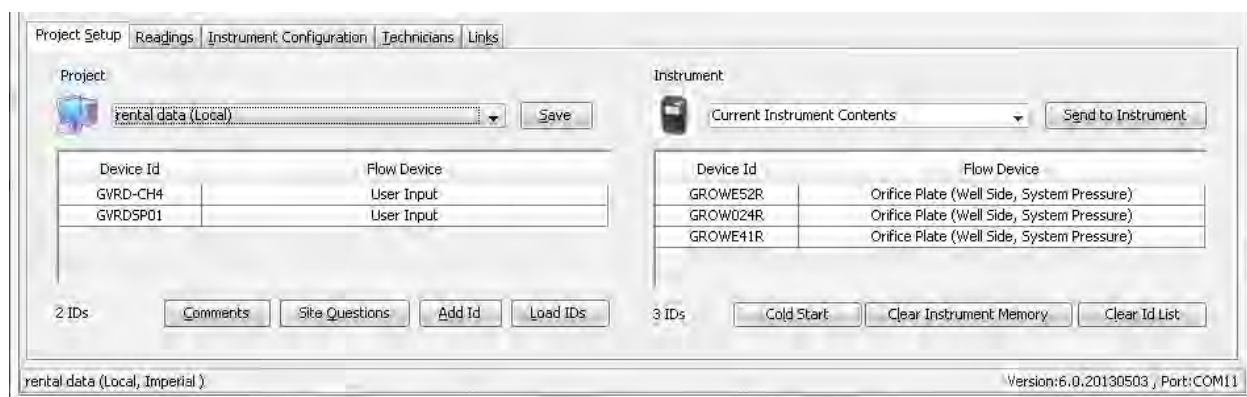 Project Setup Readings Instrument Configuration Technicians Links
Project
rental data (Local)
Save
Device Id Flow Device
GVRD-CH4 User Input
GVRDSP01 User Input
2 IDs Comments Site Questions Add Id Load IDs
Instrument
Current Instrument Contents
Send to Instrument
Device Id Flow Device
GROWE52R Orifice Plate (Well Side, System Pressure)
GROW024R Orifice Plate (Well Side, System Pressure)
GROWE41R Orifice Plate (Well Side, System Pressure)
3 IDs Cold Start Clear Instrument Memory Clear Id List
rental data (Local, Imperial ) Version:6.0.20130503 , Port:COM11